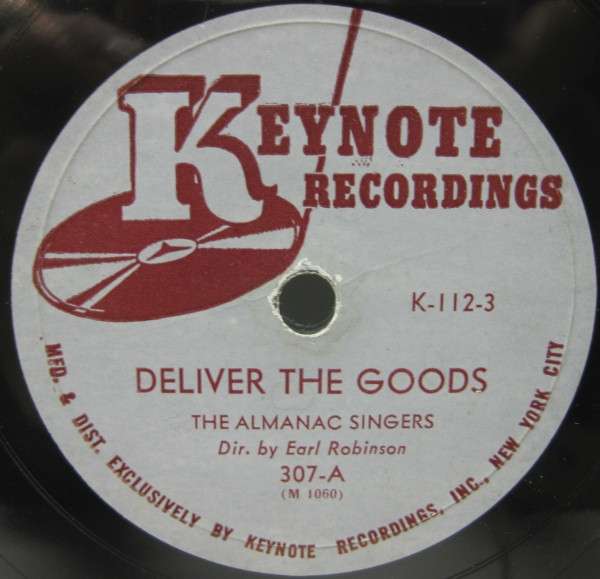 KEYNOTE
INC.
RECORDINGS
K-112-3
DELIVER THE GOODS
THE ALMANAC SINGERS
Dir. by Earl Robinson
307-A
(M 1060)
MFD. & DIST. EXCLUSIVELY BY KEYNOTE RECORDINGS, INC., NEW YORK CITY